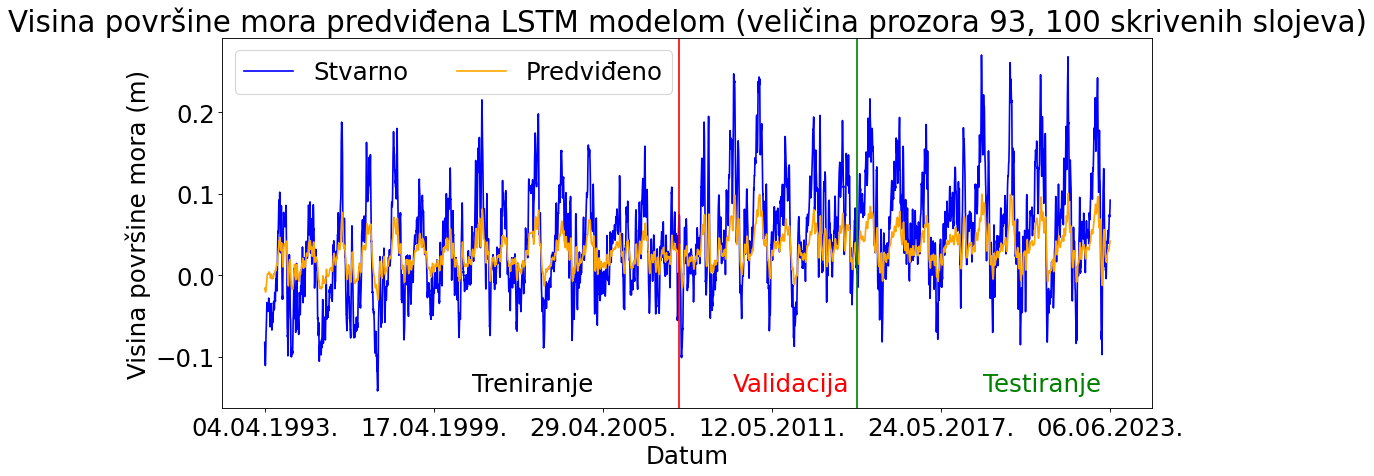 Visina površine mora predviđena LSTM modelom (veličina prozora 93, 100 skrivenih slojeva)
Stvarno Predviđeno
Visina površine mora (m)
0.2
0.1
0.0
−0.1
Treniranje Validacija Testiranje
04.04.1993. 17.04.1999. 29.04.2005. 12.05.2011. 24.05.2017. 06.06.2023.
Datum